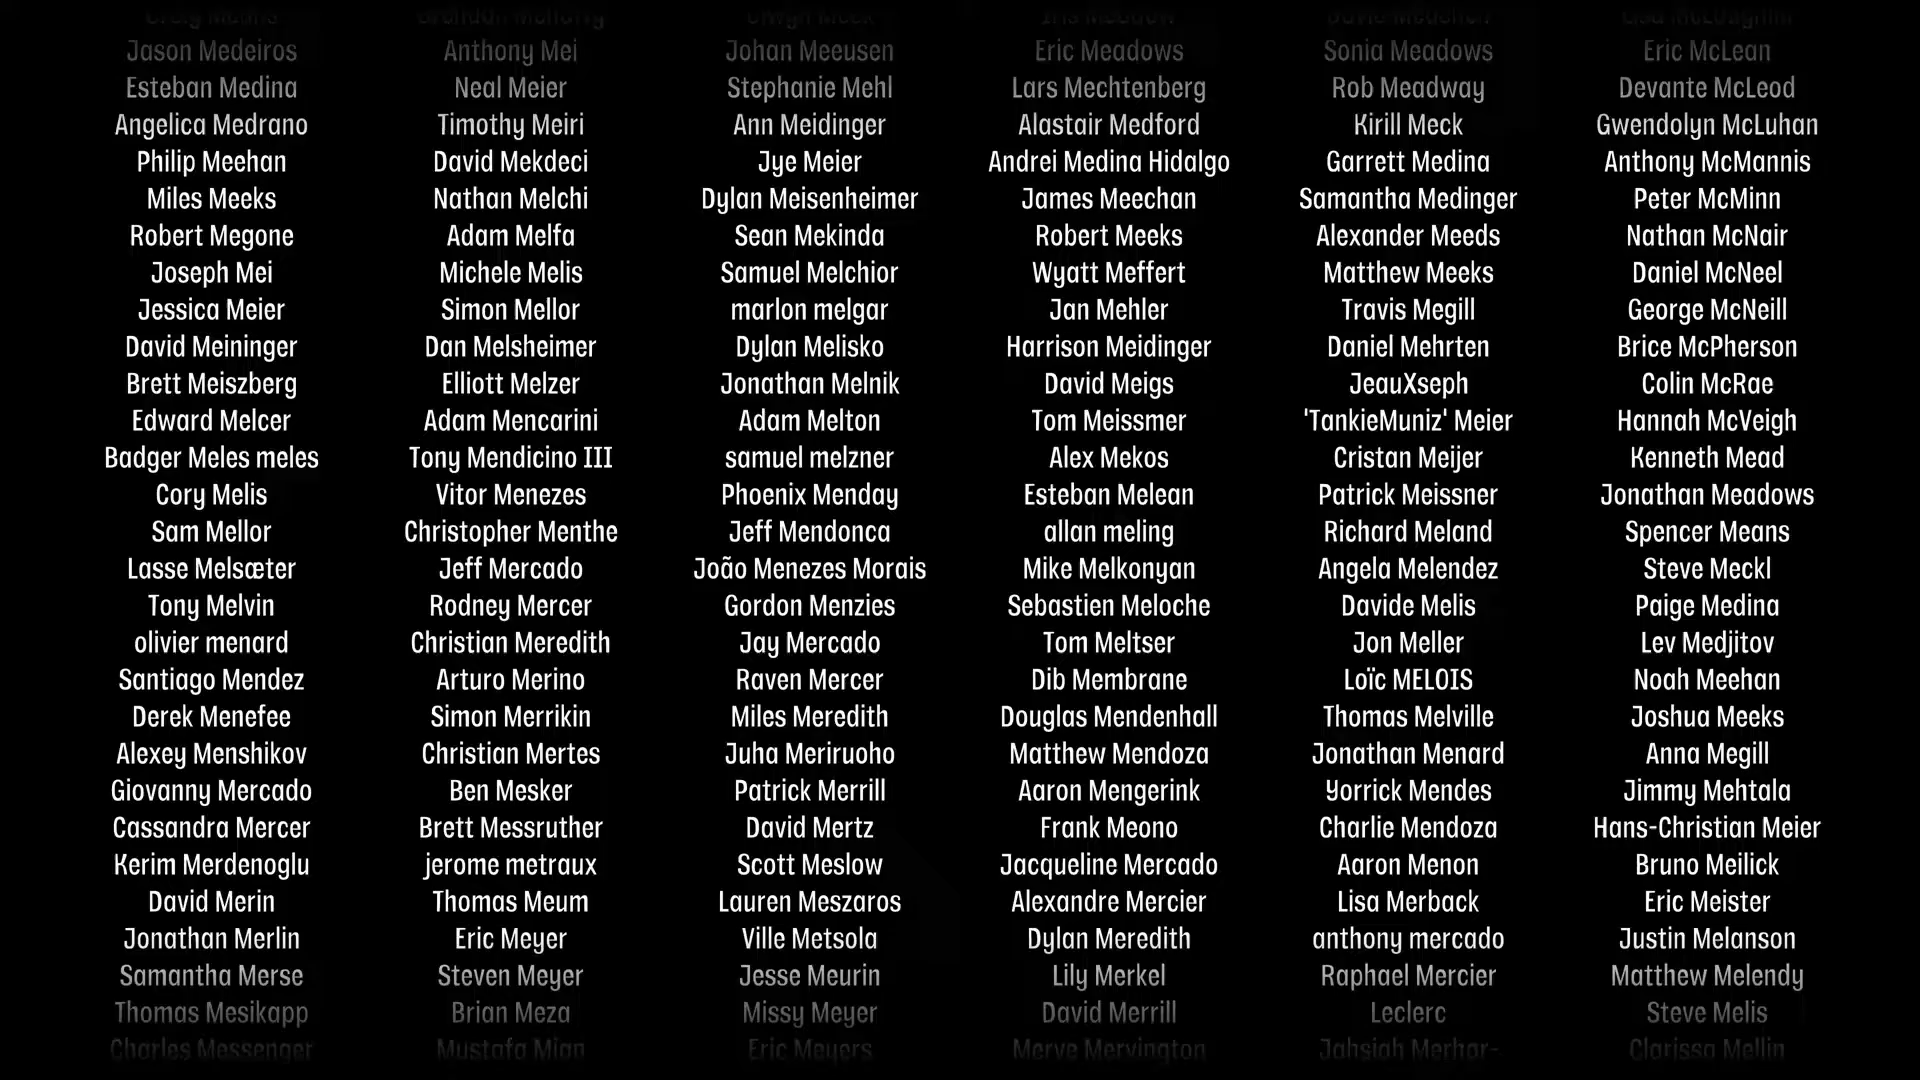 Jason Medeiros
Esteban Medina
Angelica Medrano
Philip Meehan
Miles Meeks
Robert Megone
Joseph Mei
Jessica Meier
David Meininger
Brett Meiszberg
Edward Melcer
Badger Meles meles
Cory Melis
Sam Mellor
Lasse Melsæter
Tony Melvin
olivier menard
Santiago Mendez
Derek Menefee
Alexey Menshikov
Giovanny Mercado
Cassandra Mercer
Kerim Merdenoglu
David Merin
Jonathan Merlin
Samantha Merse
Thomas Mesikapp
Charles Messenger
Anthony Mei
Neal Meier
Timothy Meiri
David Mekdeci
Nathan Melchi
Adam Melfa
Michele Melis
Simon Mellor
Dan Melsheimer
Elliott Melzer
Adam Mencarini
Tony Mendicino III
Vitor Menezes
Christopher Menthe
Jeff Mercado
Rodney Mercer
Christian Meredith
Arturo Merino
Simon Merrikin
Christian Mertes
Ben Mesker
Brett Messruther
jerome metraux
Thomas Meum
Eric Meyer
Steven Meyer
Brian Meza
Mustafa Mian
Johan Meeusen
Stephanie Mehl
Ann Meidinger
Jye Meier
Dylan Meisenheimer
Sean Mekinda
Samuel Melchior
marlon melgar
Dylan Melisko
Jonathan Melnik
Adam Melton
samuel melzner
Phoenix Menday
Jeff Mendonca
João Menezes Morais
Gordon Menzies
Jay Mercado
Raven Mercer
Miles Meredith
Juha Meriruoho
Patrick Merrill
David Mertz
Scott Meslow
Lauren Meszaros
Ville Metsola
Jesse Meurin
Missy Meyer
Eric Meyers
Eric Meadows
Lars Mechtenberg
Alastair Medford
Andrei Medina Hidalgo
James Meechan
Robert Meeks
Wyatt Meffert
Jan Mehler
Harrison Meidinger
David Meigs
Tom Meissmer
Alex Mekos
Esteban Melean
allan meling
Mike Melkonyan
Sebastien Meloche
Tom Meltser
Dib Membrane
Douglas Mendenhall
Matthew Mendoza
Aaron Mengerink
Frank Meono
Jacqueline Mercado
Alexandre Mercier
Dylan Meredith
Lily Merkel
David Merrill
Merve Mervington
Sonia Meadows
Rob Meadway
Kirill Meck
Garrett Medina
Samantha Medinger
Alexander Meeds
Matthew Meeks
Travis Megill
Daniel Mehrten
JeauXseph
'TankieMuniz' Meier
Cristan Meijer
Patrick Meissner
Richard Meland
Angela Melendez
Davide Melis
Jon Meller
Loïc MELOIS
Thomas Melville
Jonathan Menard
Yorrick Mendes
Charlie Mendoza
Aaron Menon
Lisa Merback
anthony mercado
Raphael Mercier
Leclerc
Jahsiah Merhar-
Eric McLean
Devante McLeod
Gwendolyn McLuhan
Anthony McMannis
Peter McMinn
Nathan McNair
Daniel McNeel
George McNeill
Brice McPherson
Colin McRae
Hannah McVeigh
Kenneth Mead
Jonathan Meadows
Spencer Means
Steve Meckl
Paige Medina
Lev Medjitov
Noah Meehan
Joshua Meeks
Anna Megill
Jimmy Mehtala
Hans-Christian Meier
Bruno Meilick
Eric Meister
Justin Melanson
Matthew Melendy
Steve Melis
Clarissa Mellin